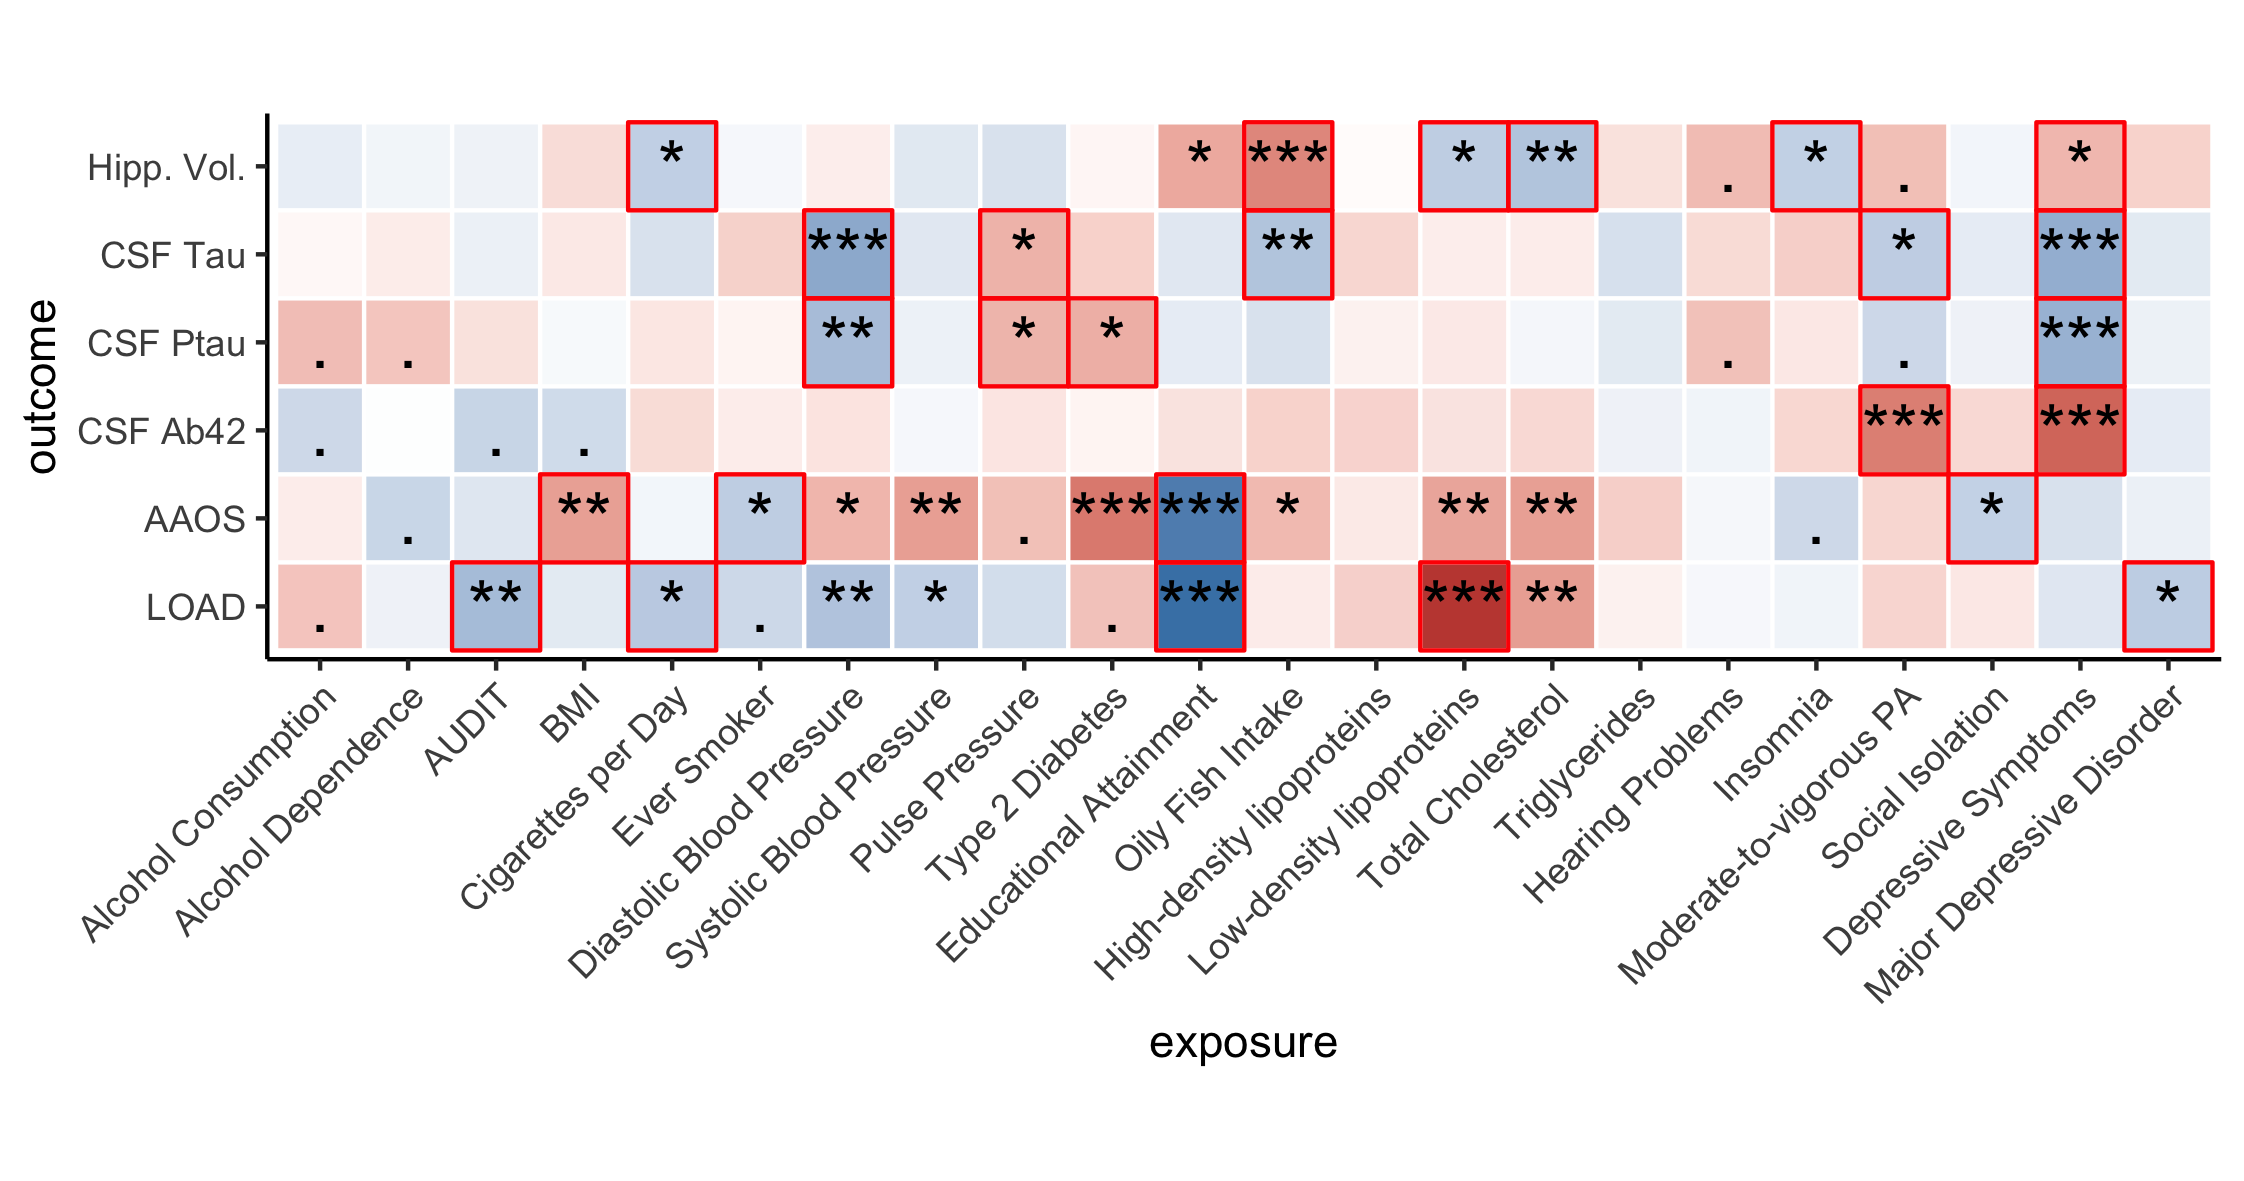 outcome
Hipp. Vol. * *** * ** . * . *
CSF Tau *** * ** * ***
CSF Ptau . . ** * * . . ***
CSF Ab42 . . . *** ***
AAOS . ** * * ** . *** *** * ** ** . *
LOAD . ** * . ** * . *** *** ** *
Alcohol Consumption
Alcohol Dependence
AUDIT
BMI
Cigarettes per Day
Ever Smoker
Diastolic Blood Pressure
Systolic Blood Pressure
Pulse Pressure
Type 2 Diabetes
Educational Attainment
Oily Fish Intake
High-density lipoproteins
Low-density lipoproteins
Total Cholesterol
Triglycerides
Hearing Problems
Insomnia
Moderate-to-vigorous PA
Social Isolation
Depressive Symptoms
Major Depressive Disorder
exposure